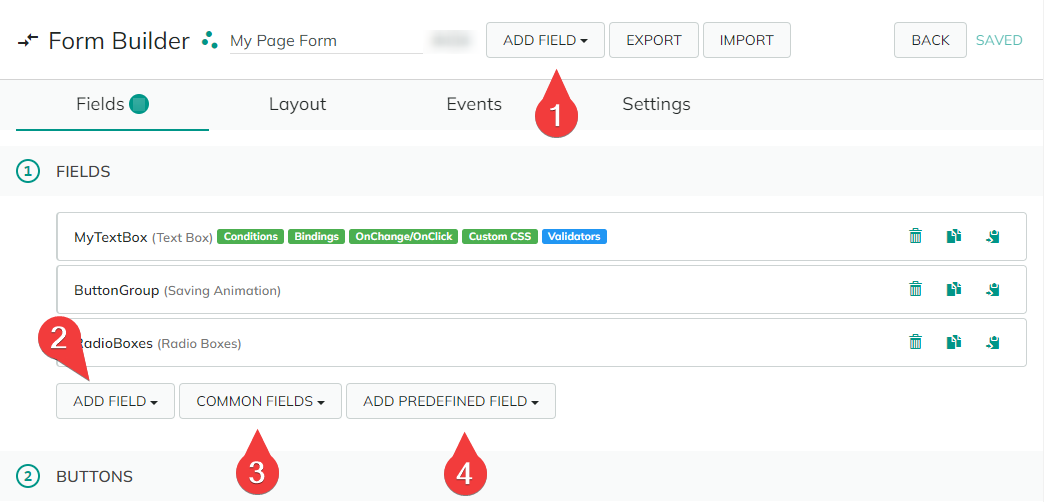 Form Builder My Page Form ADD FIELD EXPORT IMPORT BACK SAVED
Fields Layout Events Settings
1
1 FIELDS
MyTextBox (Text Box) Conditions Bindings OnChange/OnClick Custom CSS Validators
ButtonGroup (Saving Animation)
2
adioBoxes (Radio Boxes)
ADD FIELD COMMON FIELDS ADD PREDEFINED FIELD
3 4
2 BUTTONS